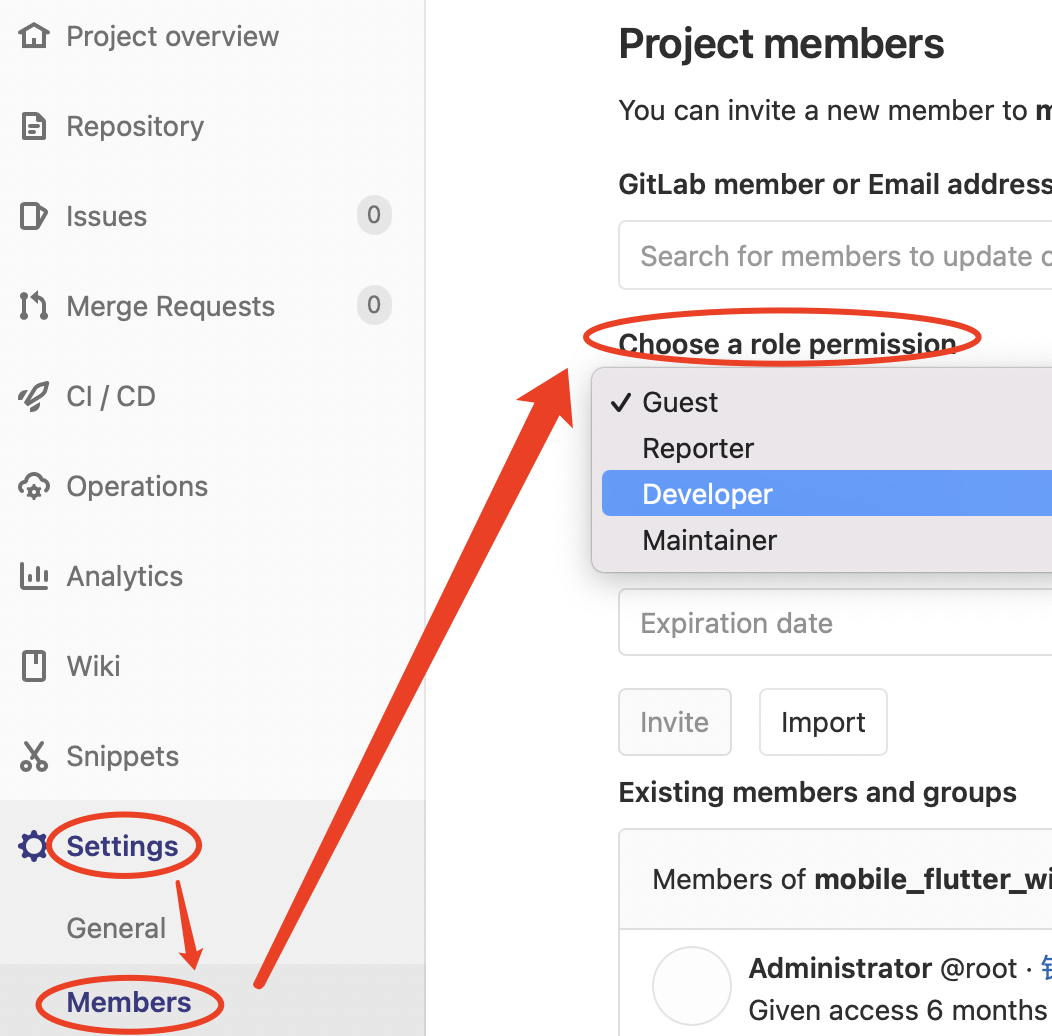 Project overview
Repository
Issues 0
Merge Requests 0
CI / CD
Operations
Analytics
Wiki
Snippets
Settings
General
Members
Project members
You can invite a new member to
GitLab member or Email address
Search for members to update
Choose a role permission
✓ Guest
Reporter
Developer
Maintainer
Expiration date
Invite Import
Existing members and groups
Members of mobile_flutter_wi
Administrator @root ·
Given access 6 months